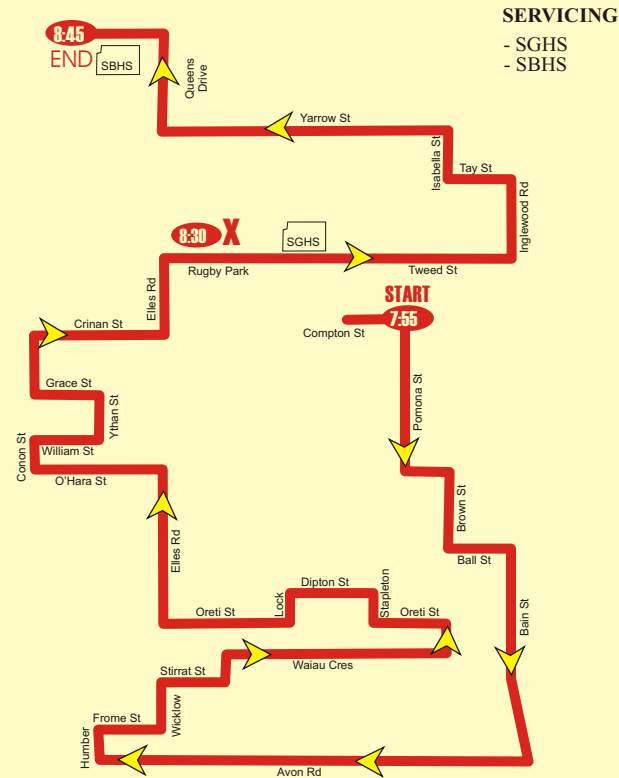 SERVICING
- SGHS
- SBHS
8:45
END
SBHS
Queens
Drive
Yarrow St
Isabella St
Tay St
Inglewood Rd
8:30 X
SGHS
Rugby Park
Tweed St
Elles Rd
START
7:55
Compton St
Crinan St
Pomona St
Grace St
Ythan St
Conon St
William St
O'Hara St
Brown St
Ball St
Elles Rd
Bain St
Dipton St
Lock
Stapleton
Oreti St
Oreti St
Waiau Cres
Stirrat St
Wicklow
Frome St
Humber
Avon Rd